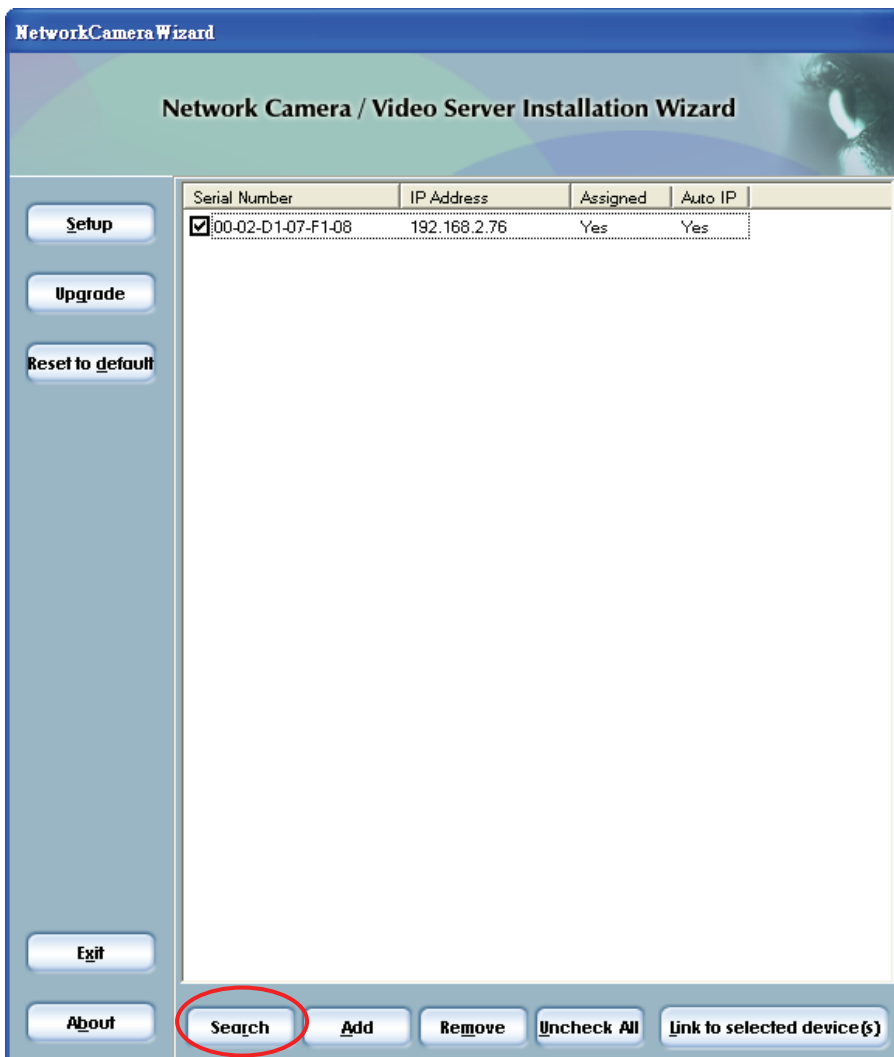 NetworkCameraWizard
Network Camera / Video Server Installation Wizard
Serial Number IP Address Assigned Auto IP
00-02-D1-07-F1-08 192.168.2.76 Yes Yes
Setup
Upgrade
Reset to default
Exit
About
Search Add Remove Uncheck All Link to selected device(s)